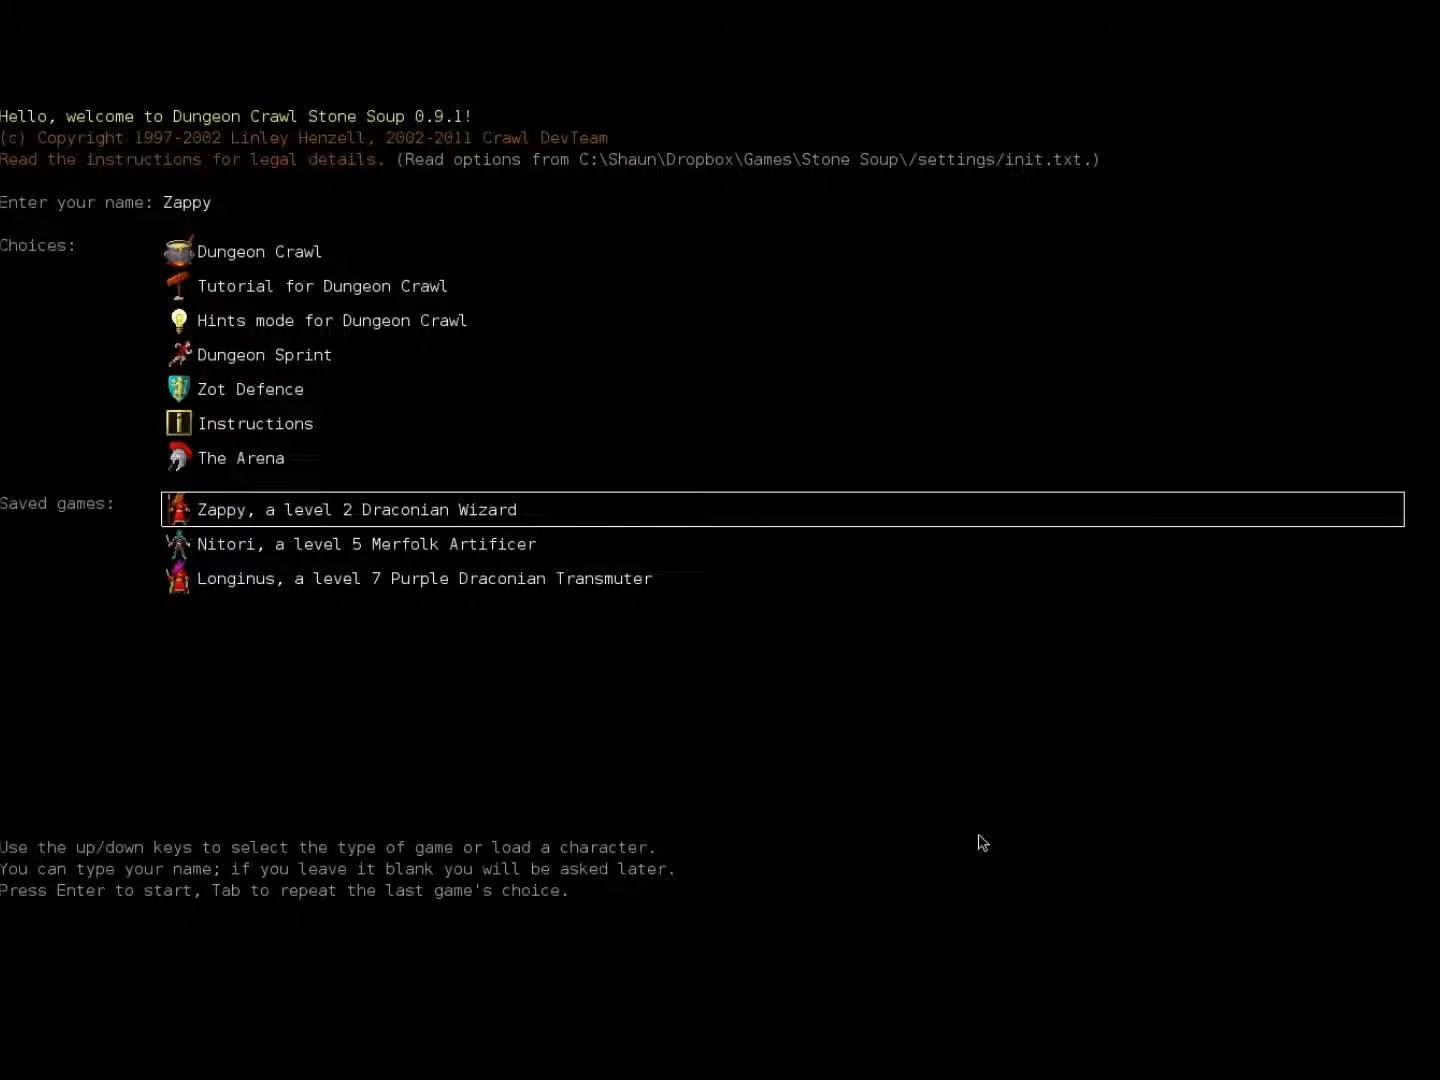 Hello, welcome to Dungeon Crawl Stone Soup 0.9.1!
(c) Copyright 1997-2002 Linley Henzell, 2002-2011 Crawl DevTeam
Read the instructions for legal details. (Read options from C:\Shaun\Dropbox\Games\Stone Soup\/settings/init.txt.)
Enter your name: Zappy
Choices:
Dungeon Crawl
Tutorial for Dungeon Crawl
Hints mode for Dungeon Crawl
Dungeon Sprint
Zot Defence
Instructions
The Arena
Saved games:
Zappy, a level 2 Draconian Wizard
Nitori, a level 5 Merfolk Artificer
Longinus, a level 7 Purple Draconian Transmuter
Use the up/down keys to select the type of game or load a character.
You can type your name; if you leave it blank you will be asked later.
Press Enter to start, Tab to repeat the last game's choice.